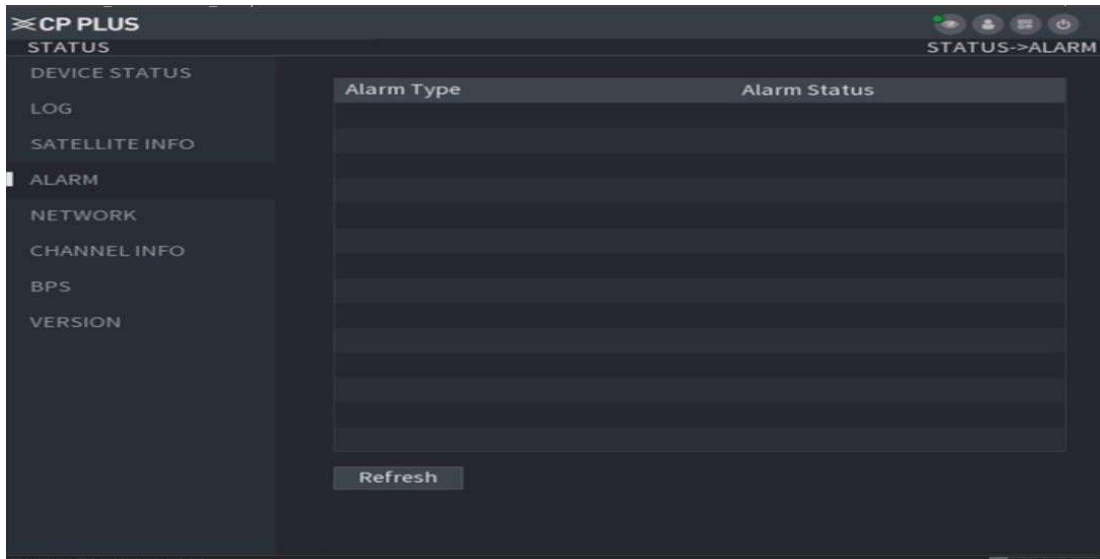 CP PLUS
STATUS
STATUS->ALARM
DEVICE STATUS
LOG
SATELLITE INFO
ALARM
NETWORK
CHANNEL INFO
BPS
VERSION
Alarm Type
Alarm Status
Refresh